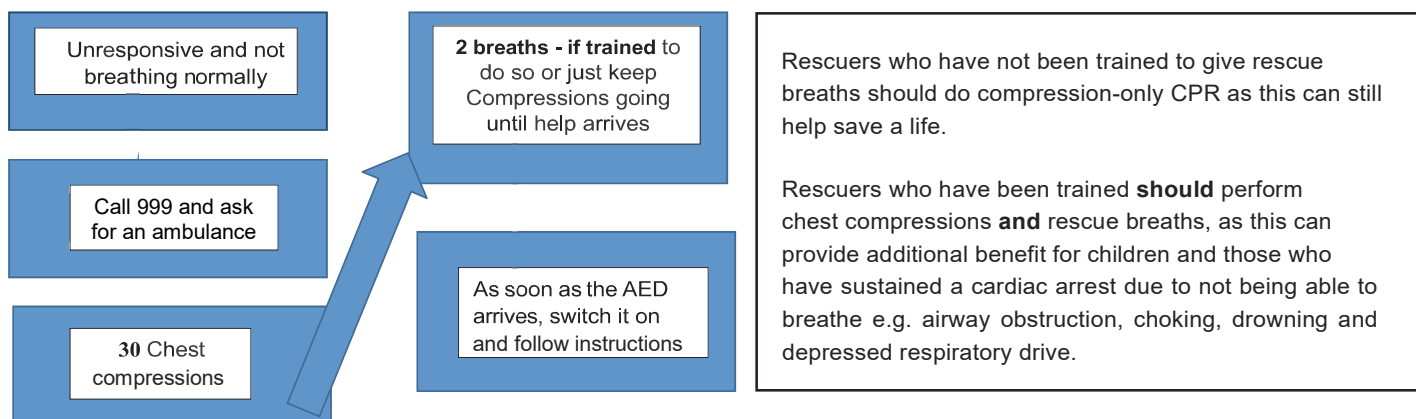 Unresponsive and not
breathing normally
Call 999 and ask
for an ambulance
30 Chest
compressions
2 breaths - if trained to
do so or just keep
Compressions going
until help arrives
As soon as the AED
arrives, switch it on
and follow instructions
Rescuers who have not been trained to give rescue
breaths should do compression-only CPR as this can still
help save a life.
Rescuers who have been trained should perform
chest compressions and rescue breaths, as this can
provide additional benefit for children and those who
have sustained a cardiac arrest due to not being able to
breathe e.g. airway obstruction, choking, drowning and
depressed respiratory drive.